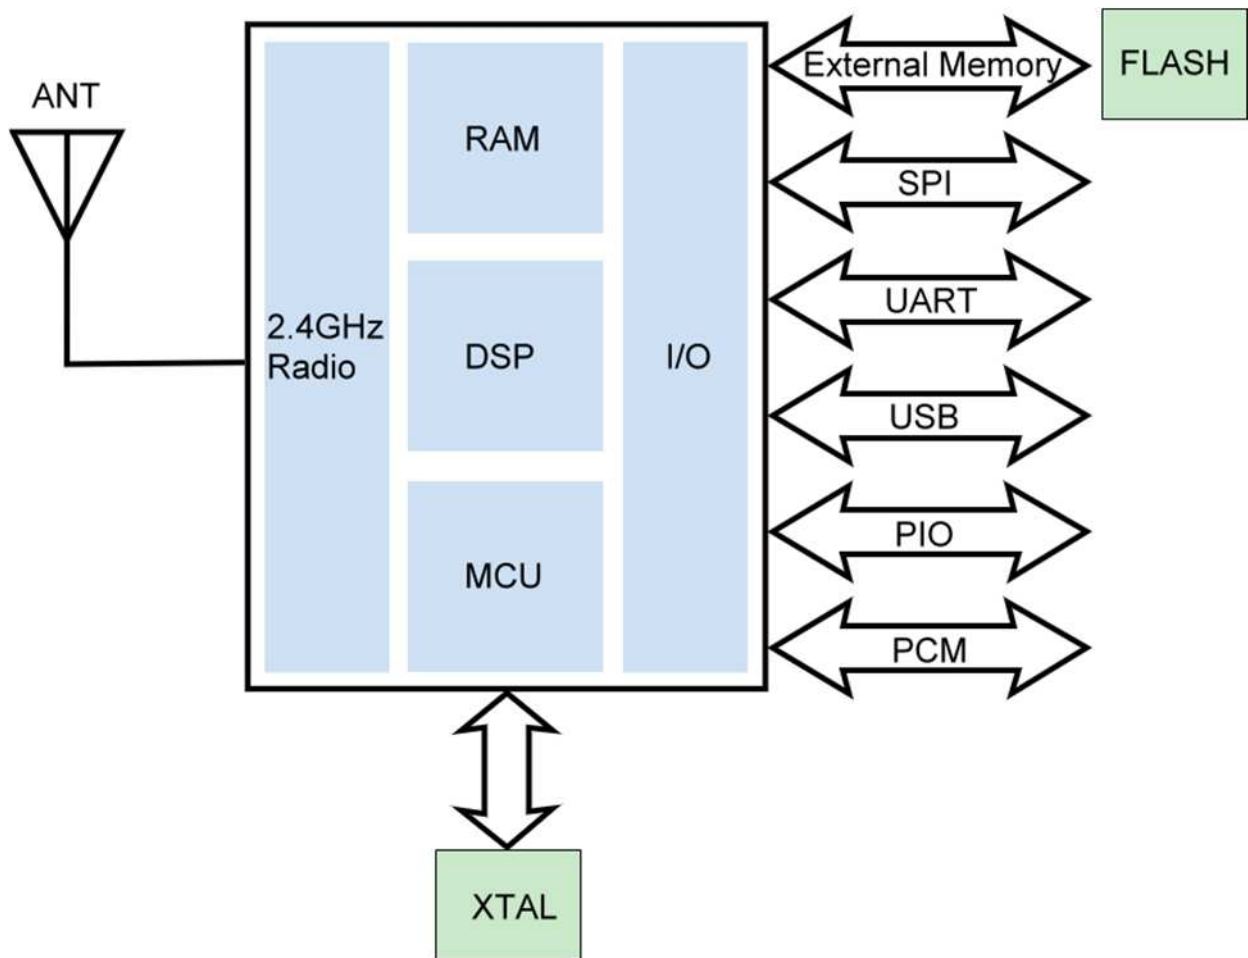 ANT
2.4GHz
Radio
RAM
DSP
MCU
I/O
External Memory
FLASH
SPI
UART
USB
PIO
PCM
XTAL